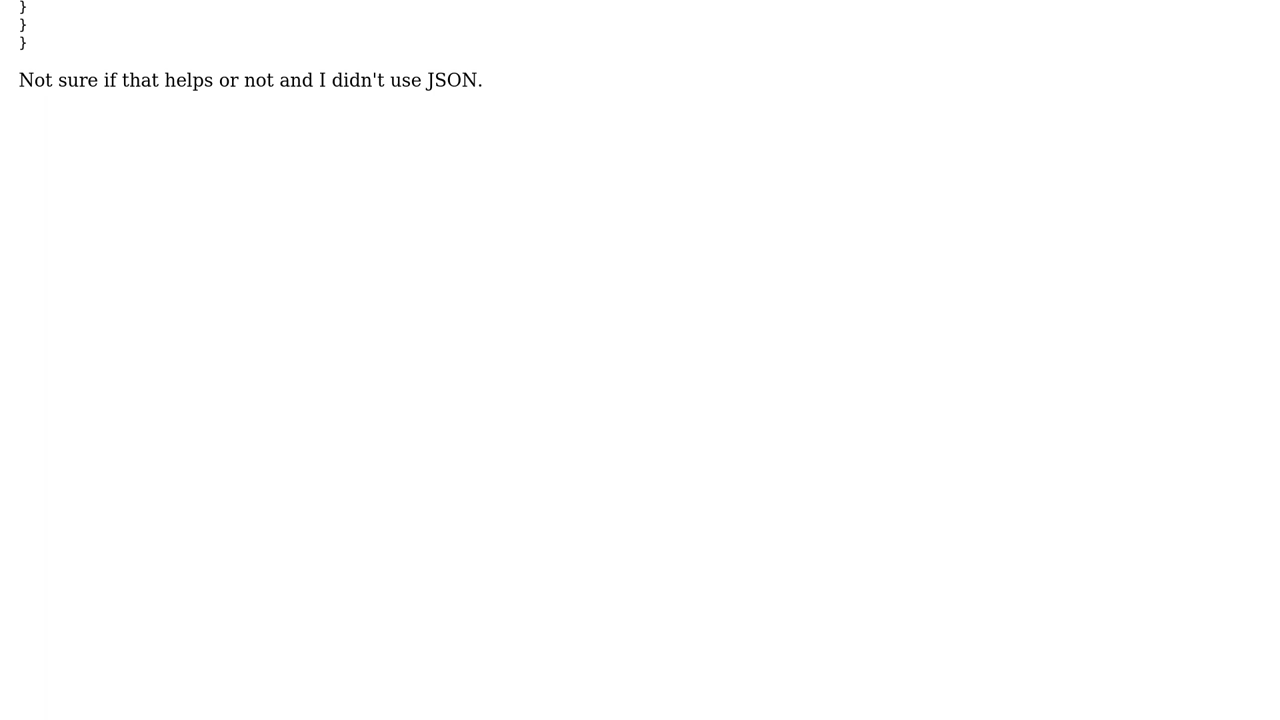 }
}
}
Not sure if that helps or not and I didn't use JSON.